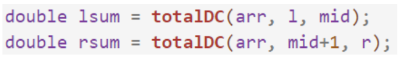 double lsum = totalDC(arr, l, mid);
double rsum = totalDC(arr, mid+1, r);